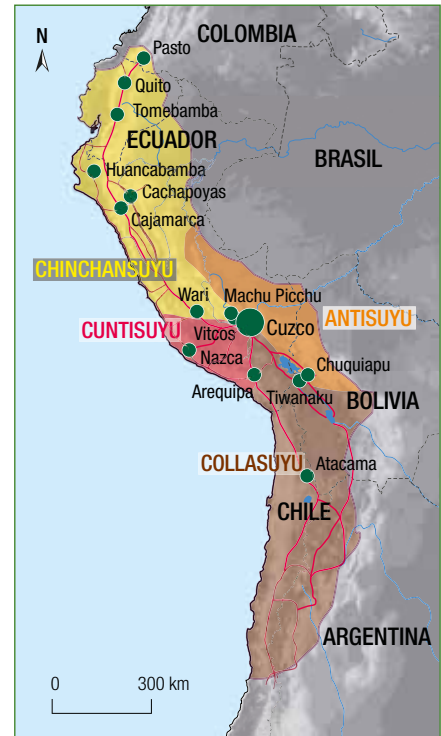 N
COLOMBIA
Pasto
Quito
Tomebamba
ECUADOR
BRASIL
Huancabamba
Cachapoyas
Cajamarca
CHINCHANSUYU
Wari
Machu Picchu
ANTISUYU
CUNTISUYU
Vitcos
Cuzco
Nazca
Chuquiapu
Arequipa
Tiwanaku
BOLIVIA
COLLASUYU
Atacama
CHILE
ARGENTINA
0 300 km